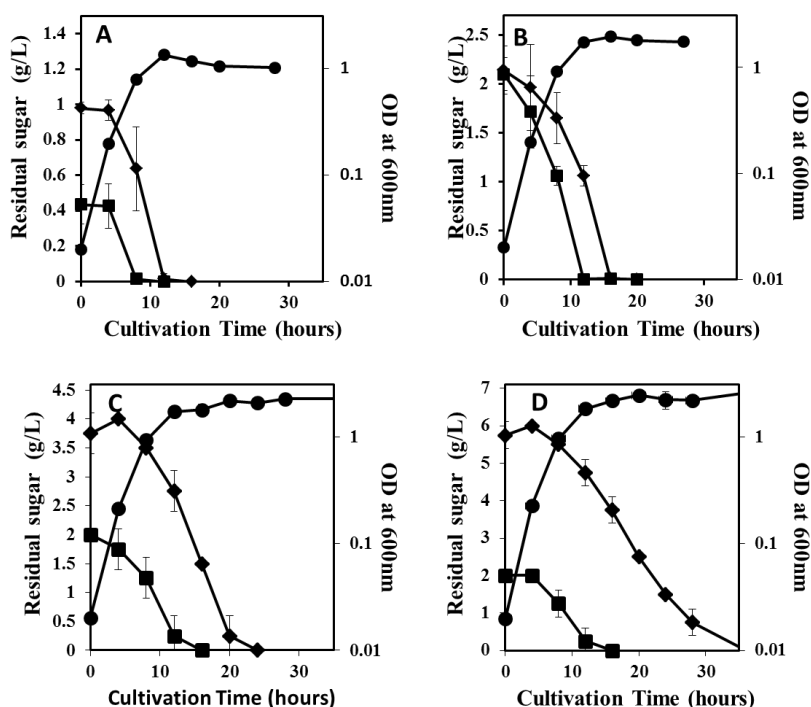 A
Residual sugar (g/L)
1.4
1.2
1
0.8
0.6
0.4
0.2
0
1
0.1
0.01
OD at 600nm
0 10 20 30
Cultivation Time (hours)
B
Residual sugar (g/L)
2.5
2
1.5
1
0.5
0
1
0.1
0.01
OD at 600nm
0 10 20 30
Cultivation Time (hours)
C
Residual sugar (g/L)
4.5
4
3.5
3
2.5
2
1.5
1
0.5
0
1
0.1
0.01
OD at 600nm
0 10 20 30
Cultivation Time (hours)
D
Residual sugar (g/L)
7
6
5
4
3
2
1
0
1
0.1
0.01
OD at 600nm
0 10 20 30
Cultivation Time (hours)